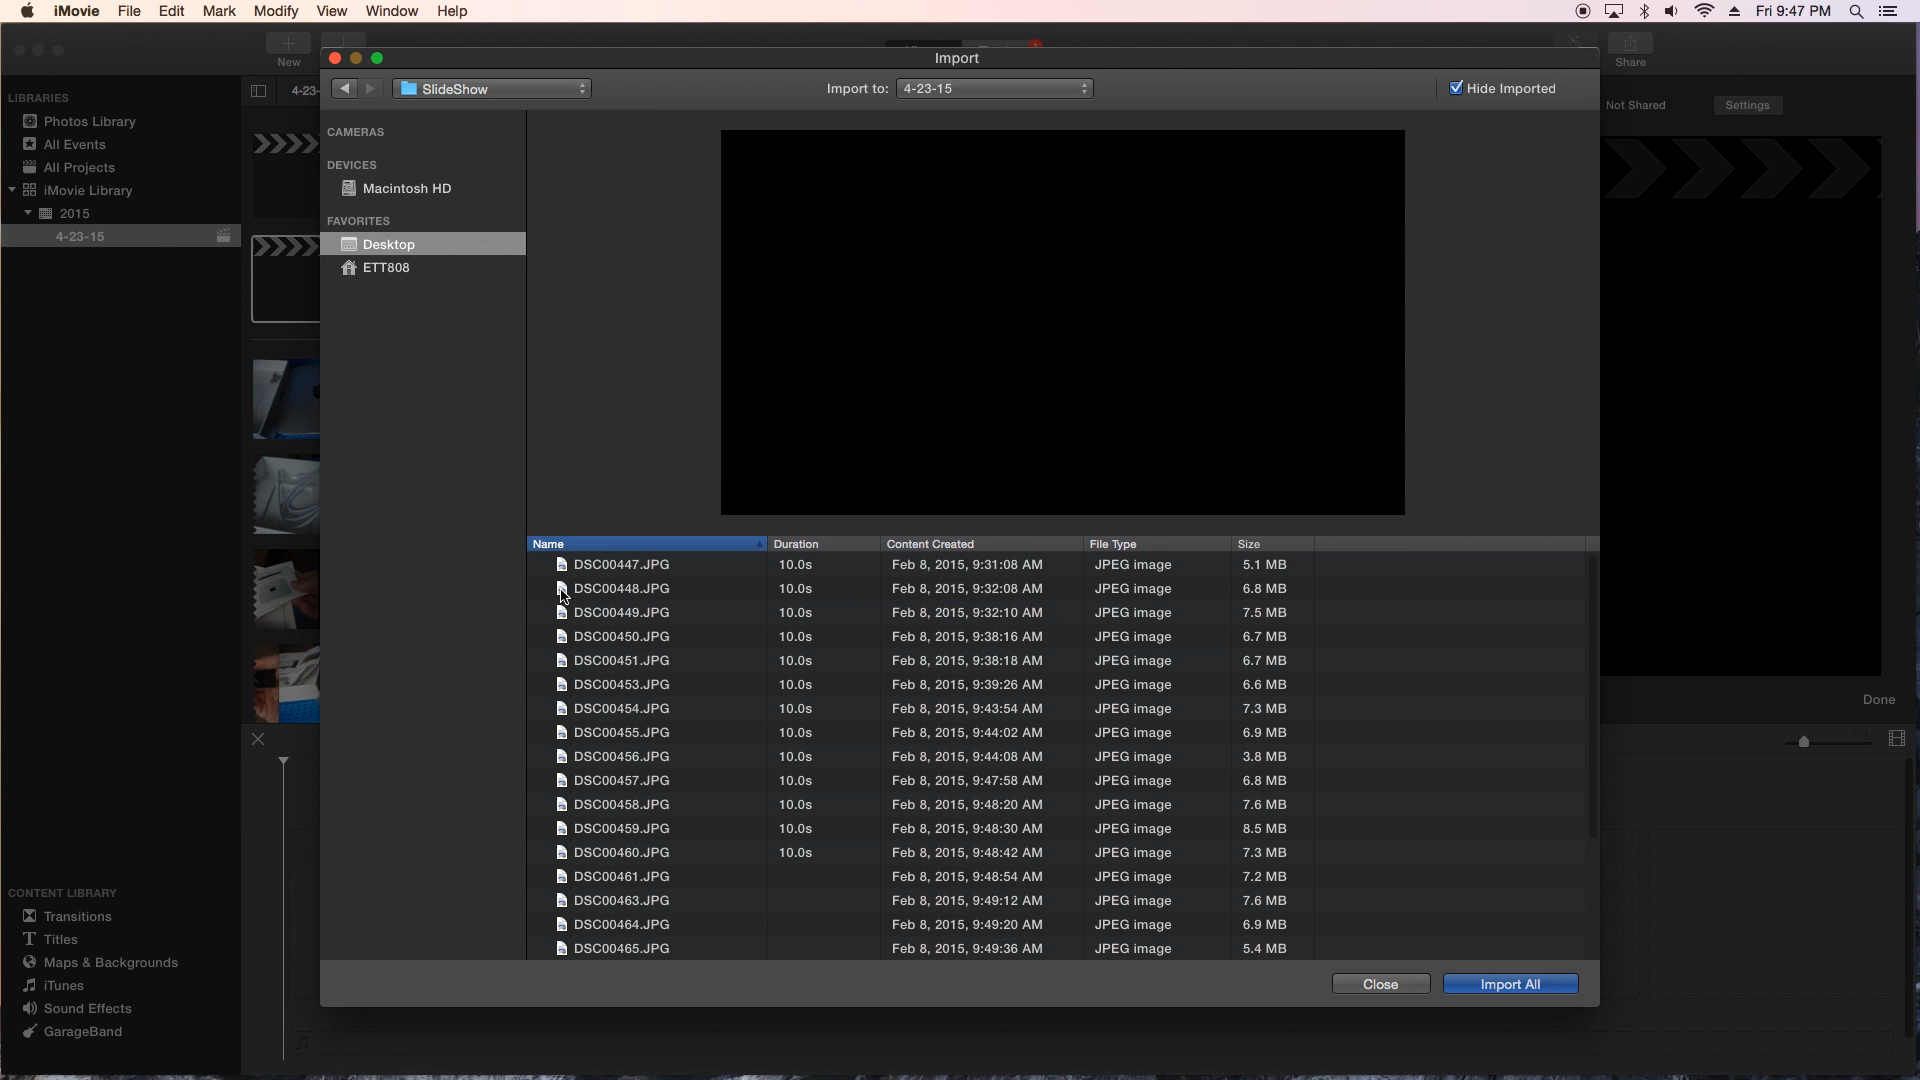 iMovie File Edit Mark Modify View Window Help Fri 9:47 PM
New Share
Import
SlideShow Import to: 4-23-15 Hide Imported
Not Shared Settings
LIBRARIES
Photos Library
All Events
All Projects
iMovie Library
2015
4-23-15
4-23-
CAMERAS
DEVICES
Macintosh HD
FAVORITES
Desktop
ETT808
Name Duration Content Created File Type Size
DSC00447.JPG 10.0s Feb 8, 2015, 9:31:08 AM JPEG image 5.1 MB
DSC00448.JPG 10.0s Feb 8, 2015, 9:32:08 AM JPEG image 6.8 MB
DSC00449.JPG 10.0s Feb 8, 2015, 9:32:10 AM JPEG image 7.5 MB
DSC00450.JPG 10.0s Feb 8, 2015, 9:38:16 AM JPEG image 6.7 MB
DSC00451.JPG 10.0s Feb 8, 2015, 9:38:18 AM JPEG image 6.7 MB
DSC00453.JPG 10.0s Feb 8, 2015, 9:39:26 AM JPEG image 6.6 MB
DSC00454.JPG 10.0s Feb 8, 2015, 9:43:54 AM JPEG image 7.3 MB
DSC00455.JPG 10.0s Feb 8, 2015, 9:44:02 AM JPEG image 6.9 MB
DSC00456.JPG 10.0s Feb 8, 2015, 9:44:08 AM JPEG image 3.8 MB
DSC00457.JPG 10.0s Feb 8, 2015, 9:47:58 AM JPEG image 6.8 MB
DSC00458.JPG 10.0s Feb 8, 2015, 9:48:20 AM JPEG image 7.6 MB
DSC00459.JPG 10.0s Feb 8, 2015, 9:48:30 AM JPEG image 8.5 MB
DSC00460.JPG 10.0s Feb 8, 2015, 9:48:42 AM JPEG image 7.3 MB
DSC00461.JPG Feb 8, 2015, 9:48:54 AM JPEG image 7.2 MB
DSC00463.JPG Feb 8, 2015, 9:49:12 AM JPEG image 7.6 MB
DSC00464.JPG Feb 8, 2015, 9:49:20 AM JPEG image 6.9 MB
DSC00465.JPG Feb 8, 2015, 9:49:36 AM JPEG image 5.4 MB
Close Import All
Done
CONTENT LIBRARY
Transitions
Titles
Maps & Backgrounds
iTunes
Sound Effects
GarageBand